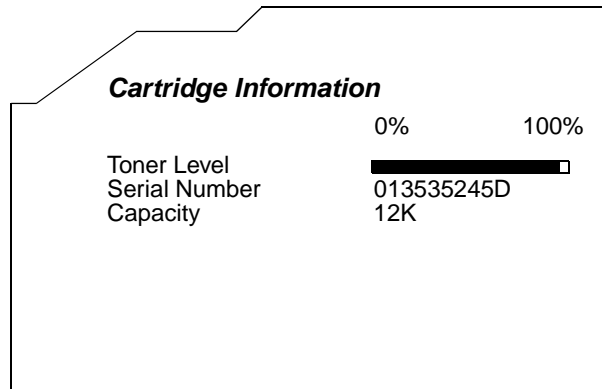 Cartridge Information
0% 100%
Toner Level
Serial Number 013535245D
Capacity 12K